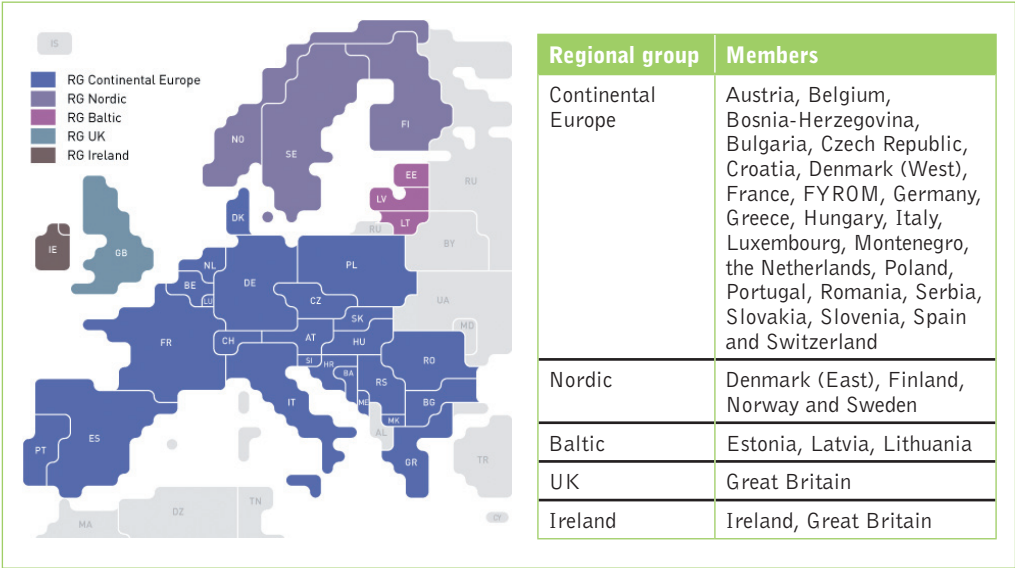 IS
RG Continental Europe
RG Nordic
RG Baltic
RG UK
RG Ireland
NO
SE
FI
RU
EE
LV
LT
RU
BY
DK
IE
GB
NL
BE
LU
DE
PL
CZ
UA
SK
MD
FR
CH
AT
HU
SI
HR
BA
RO
IT
RS
ME
BG
MK
AL
PT
ES
GR
TR
MA
DZ
TN
CY
Regional group Members
Continental Europe
Austria, Belgium,
Bosnia-Herzegovina,
Bulgaria, Czech Republic,
Croatia, Denmark (West),
France, FYROM, Germany,
Greece, Hungary, Italy,
Luxembourg, Montenegro,
the Netherlands, Poland,
Portugal, Romania, Serbia,
Slovakia, Slovenia, Spain
and Switzerland
Nordic Denmark (East), Finland,
Norway and Sweden
Baltic Estonia, Latvia, Lithuania
UK Great Britain
Ireland Ireland, Great Britain